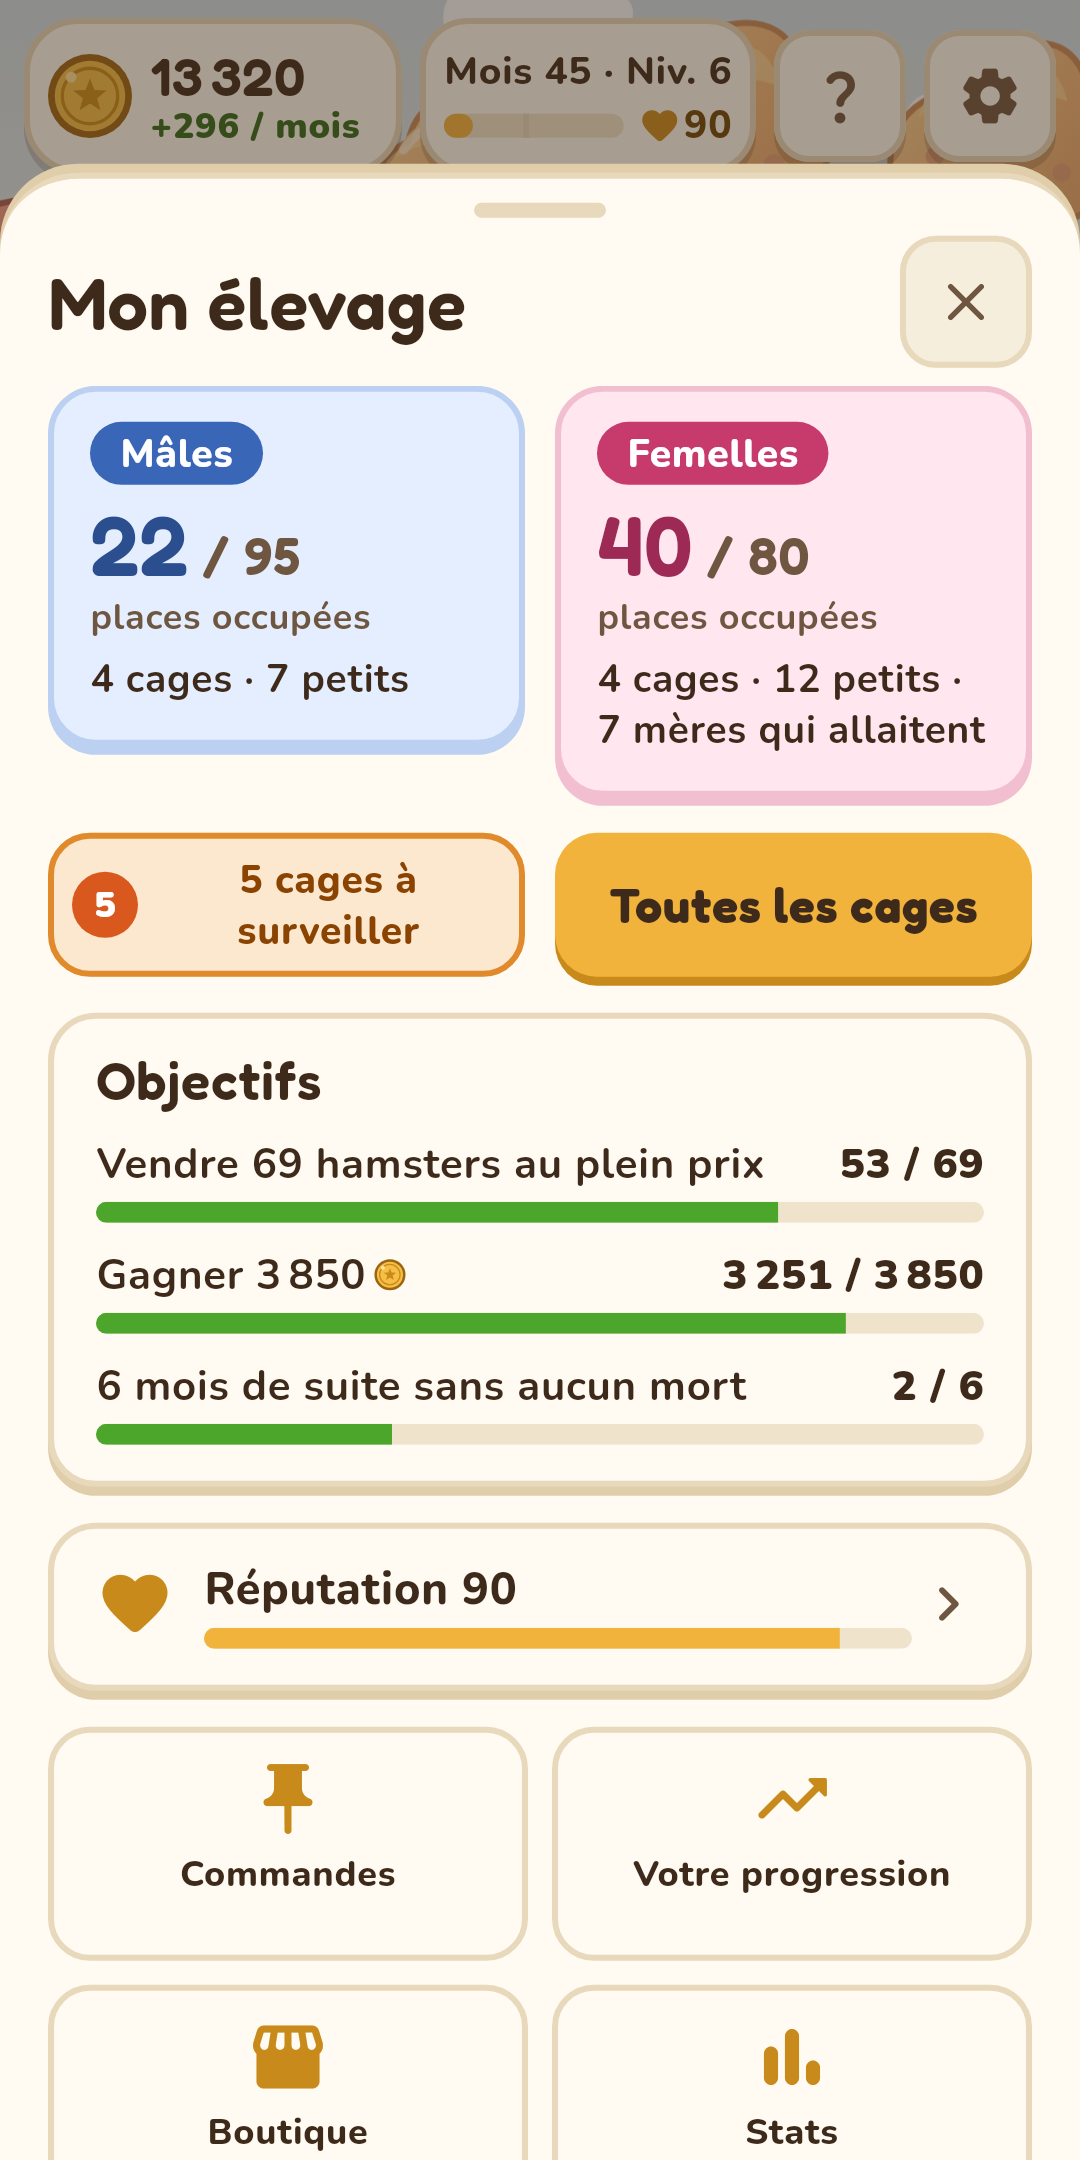 13 320
+296 / mois
Mois 45 · Niv. 6
90
?
Mon élevage
Mâles
22 / 95
places occupées
4 cages · 7 petits
Femelles
40 / 80
places occupées
4 cages · 12 petits ·
7 mères qui allaitent
5
5 cages à
surveiller
Toutes les cages
Objectifs
Vendre 69 hamsters au plein prix 53 / 69
Gagner 3 850 3 251 / 3 850
6 mois de suite sans aucun mort 2 / 6
Réputation 90
Commandes
Votre progression
Boutique
Stats